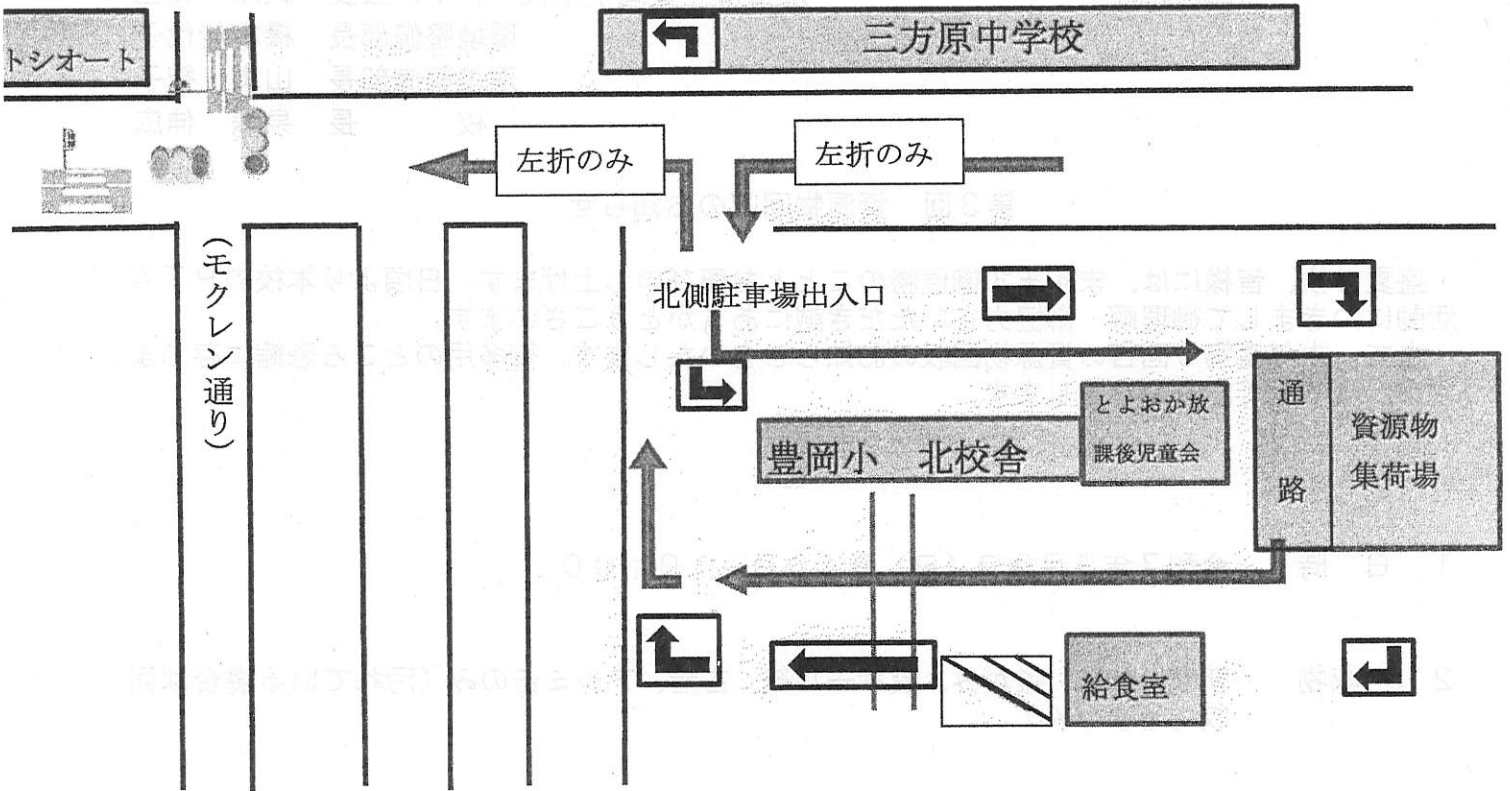 トシオート
三方原中学校
左折のみ
左折のみ
(モクレン通り)
北側駐車場出入口
とよおか放
課後児童会
豊岡小 北校舎
通路
資源物
集荷場
給食室